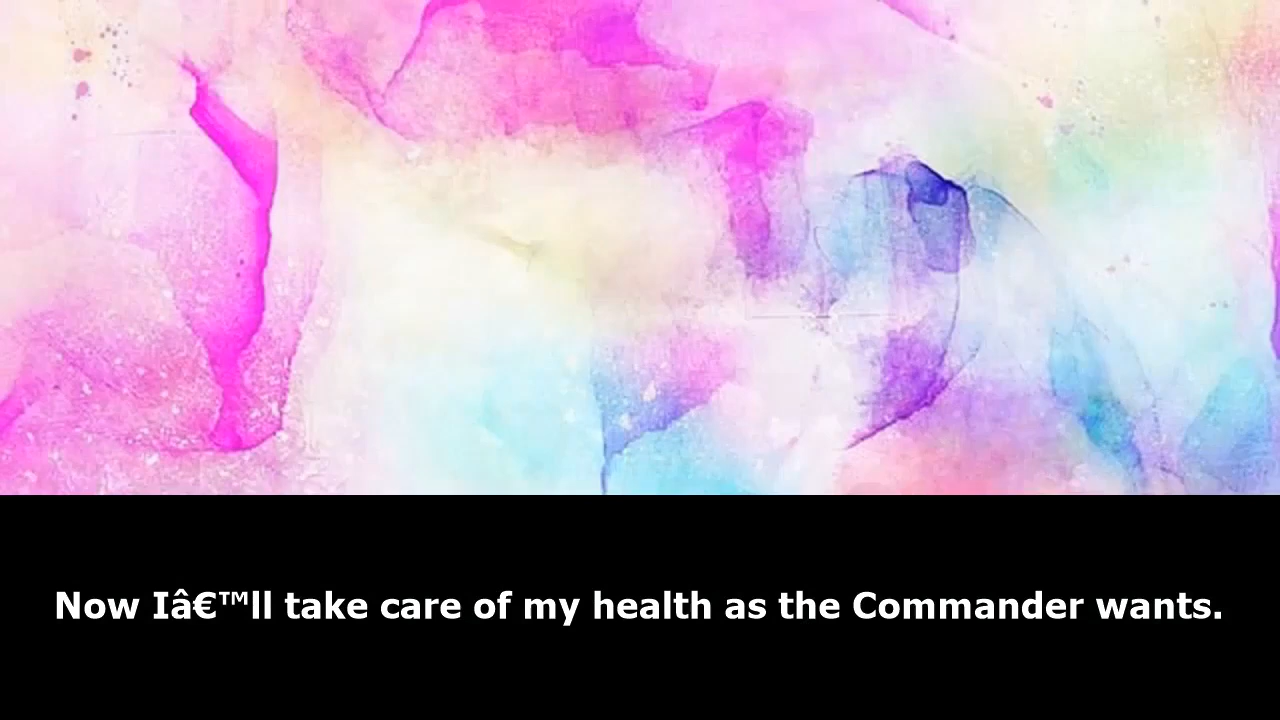 Now Iâ€™ll take care of my health as the Commander wants.